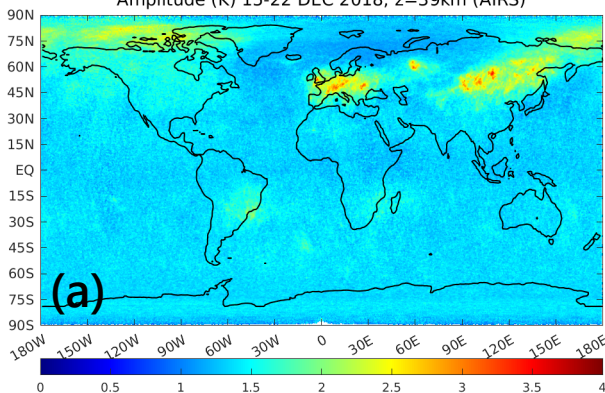 Amplitude (K) 15-22 DEC 2018, z=39km (AIRS)
90N
75N
60N
45N
30N
15N
EQ
15S
30S
45S
60S
75S
90S
(a)
180W 150W 120W 90W 60W 30W 0 30E 60E 90E 120E 150E 180E
0 0.5 1 1.5 2 2.5 3 3.5 4